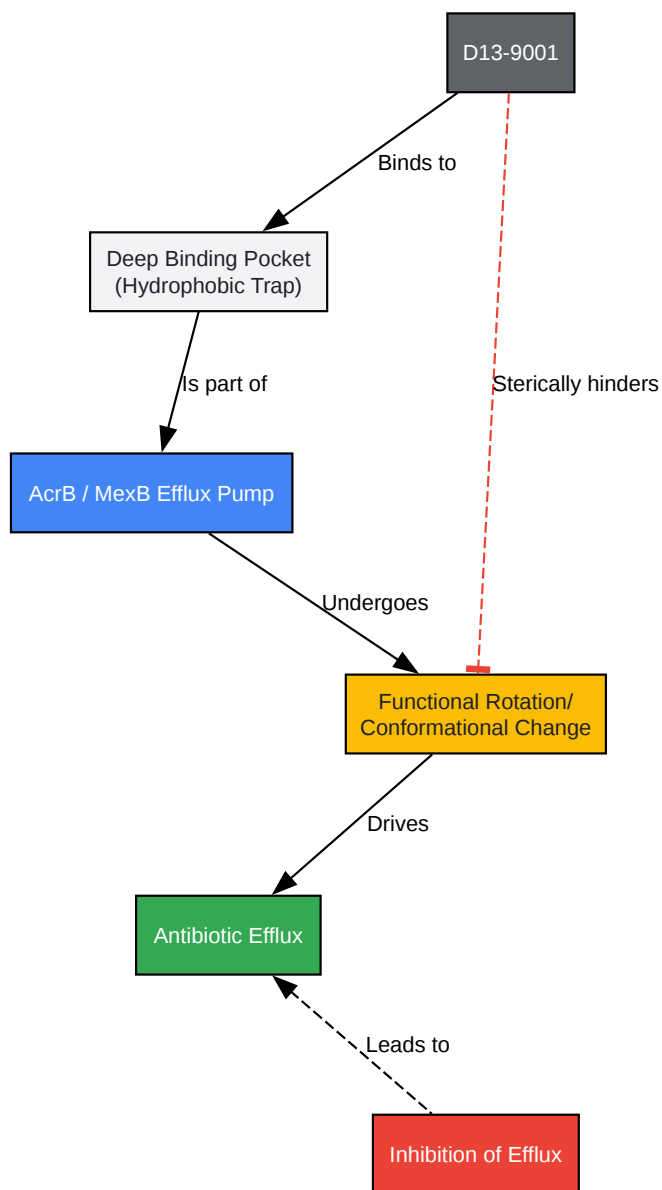 D13-9001
Binds to
Deep Binding Pocket
(Hydrophobic Trap)
Is part of
Sterically hinders
AcrB / MexB Efflux Pump
Undergoes
Functional Rotation/
Conformational Change
Drives
Antibiotic Efflux
Leads to
Inhibition of Efflux